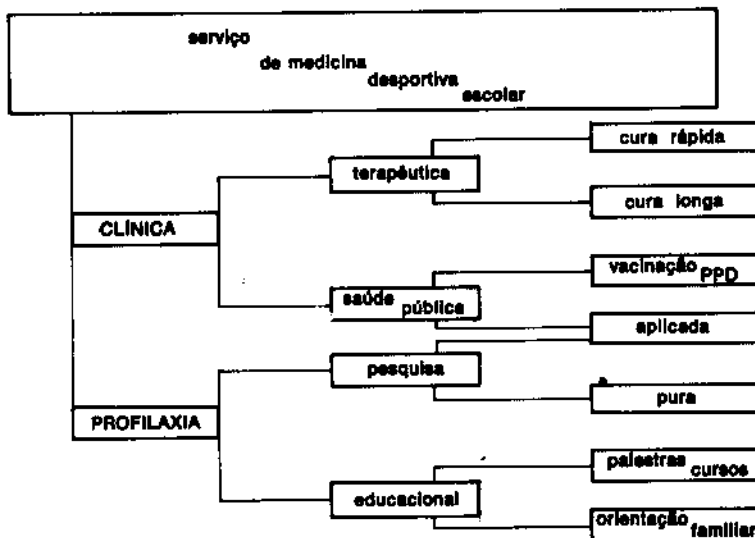 serviço
de medicina
desportiva
escolar
cura rápida
terapêutica
cura longa
CLÍNICA
vacinação
PPD
saúde
pública
aplicada
pesquisa
pura
PROFILAXIA
palestras
cursos
educacional
orientação
familiar